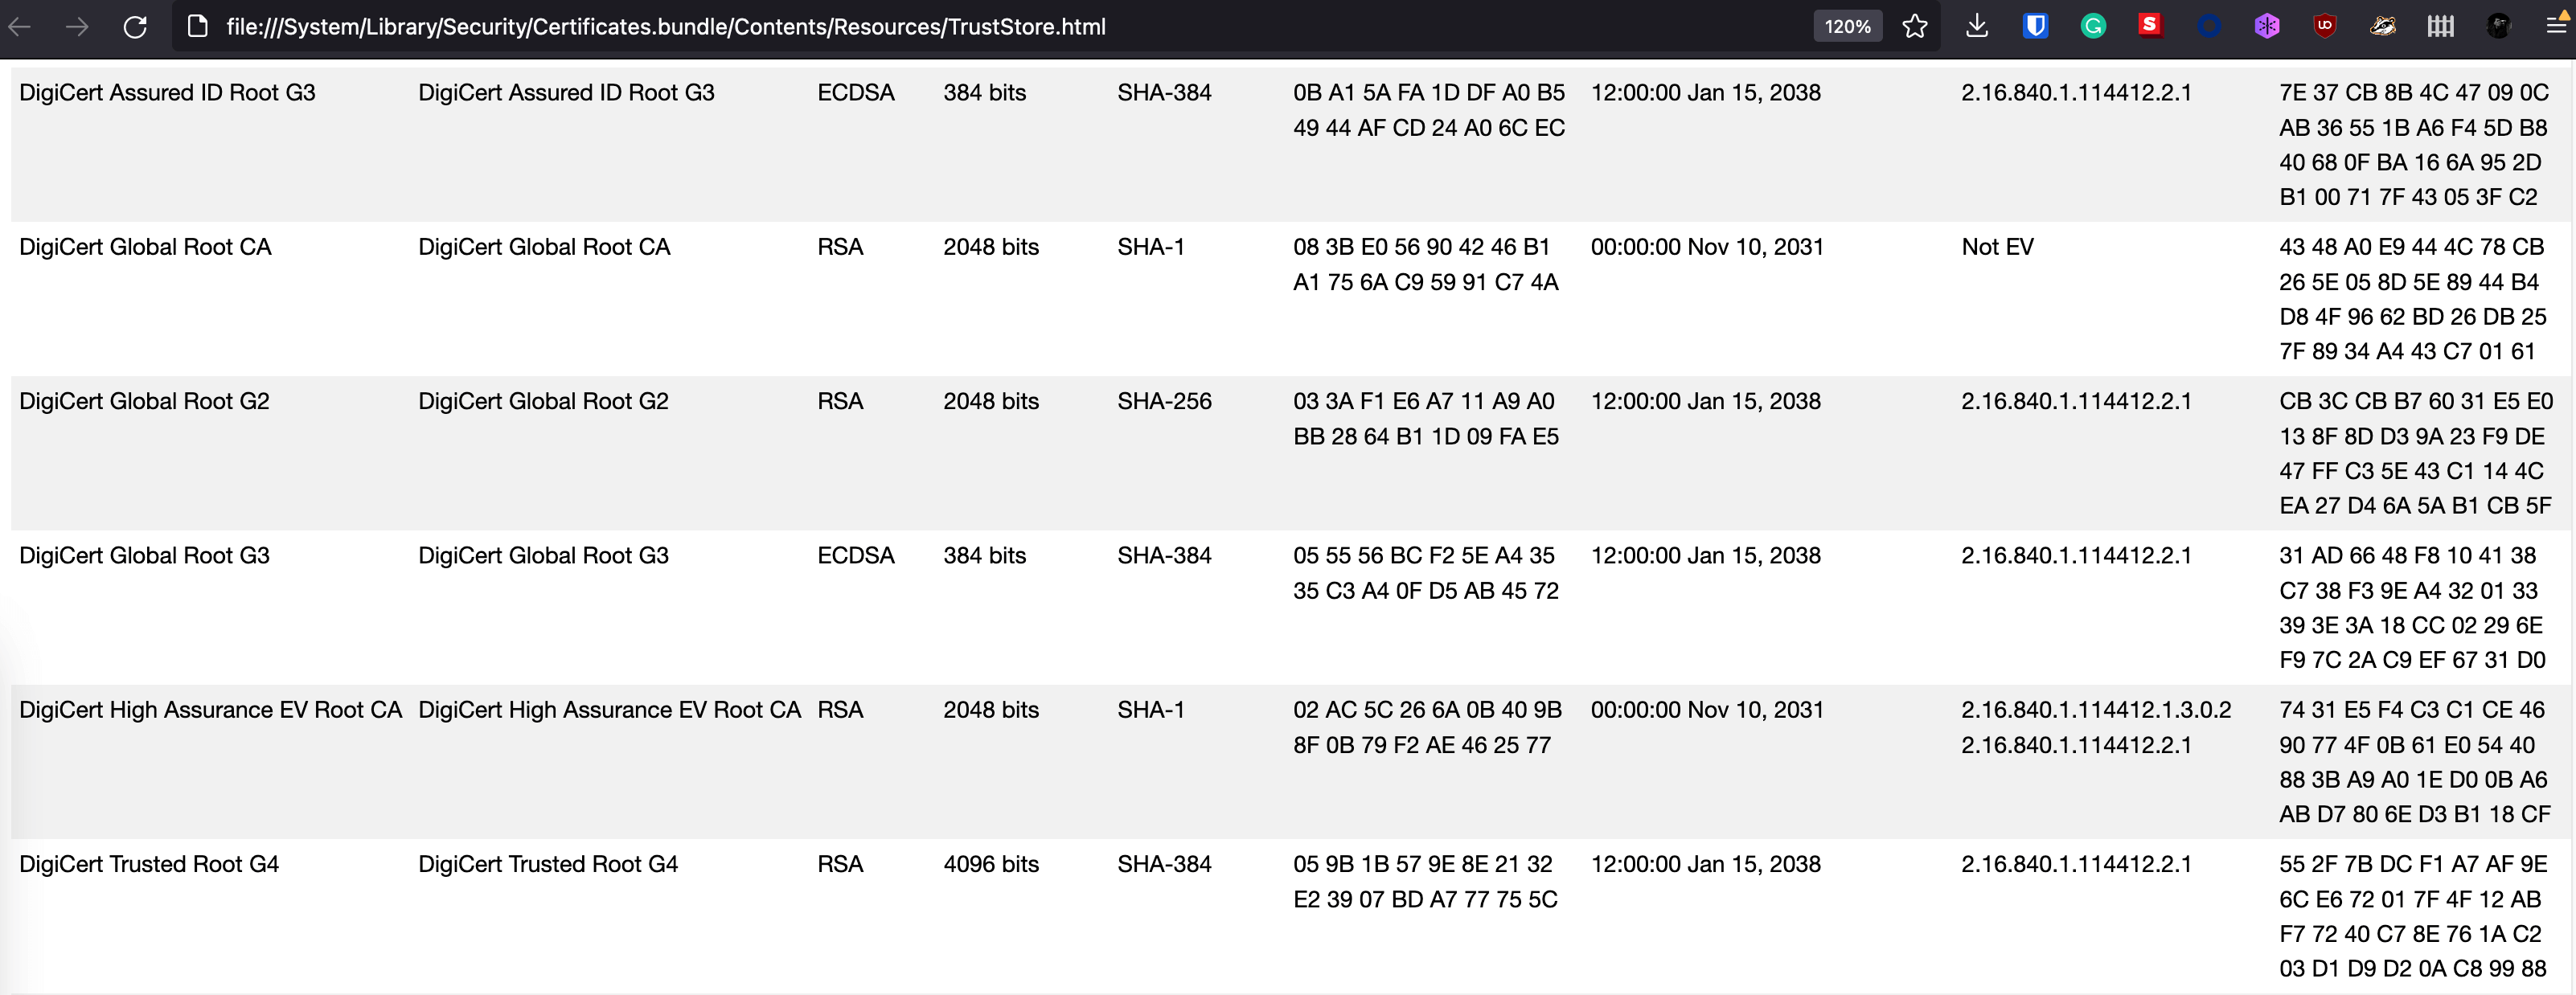 file:///System/Library/Security/Certificates.bundle/Contents/Resources/TrustStore.html 120%
DigiCert Assured ID Root G3 DigiCert Assured ID Root G3 ECDSA 384 bits SHA-384 0B A1 5A FA 1D DF A0 B5 12:00:00 Jan 15, 2038 2.16.840.1.114412.2.1 7E 37 CB 8B 4C 47 09 0C
49 44 AF CD 24 A0 6C EC AB 36 55 1B A6 F4 5D B8
40 68 0F BA 16 6A 95 2D
B1 00 71 7F 43 05 3F C2
DigiCert Global Root CA DigiCert Global Root CA RSA 2048 bits SHA-1 08 3B E0 56 90 42 46 B1 00:00:00 Nov 10, 2031 Not EV 43 48 A0 E9 44 4C 78 CB
A1 75 6A C9 59 91 C7 4A 26 5E 05 8D 5E 89 44 B4
D8 4F 96 62 BD 26 DB 25
7F 89 34 A4 43 C7 01 61
DigiCert Global Root G2 DigiCert Global Root G2 RSA 2048 bits SHA-256 03 3A F1 E6 A7 11 A9 A0 12:00:00 Jan 15, 2038 2.16.840.1.114412.2.1 CB 3C CB B7 60 31 E5 E0
BB 28 64 B1 1D 09 FA E5 13 8F 8D D3 9A 23 F9 DE
47 FF C3 5E 43 C1 14 4C
EA 27 D4 6A 5A B1 CB 5F
DigiCert Global Root G3 DigiCert Global Root G3 ECDSA 384 bits SHA-384 05 55 56 BC F2 5E A4 35 12:00:00 Jan 15, 2038 2.16.840.1.114412.2.1 31 AD 66 48 F8 10 41 38
35 C3 A4 0F D5 AB 45 72 C7 38 F3 9E A4 32 01 33
39 3E 3A 18 CC 02 29 6E
F9 7C 2A C9 EF 67 31 D0
DigiCert High Assurance EV Root CA DigiCert High Assurance EV Root CA RSA 2048 bits SHA-1 02 AC 5C 26 6A 0B 40 9B 00:00:00 Nov 10, 2031 2.16.840.1.114412.1.3.0.2 74 31 E5 F4 C3 C1 CE 46
8F 0B 79 F2 AE 46 25 77 2.16.840.1.114412.2.1 90 77 4F 0B 61 E0 54 40
88 3B A9 A0 1E D0 0B A6
AB D7 80 6E D3 B1 18 CF
DigiCert Trusted Root G4 DigiCert Trusted Root G4 RSA 4096 bits SHA-384 05 9B 1B 57 9E 8E 21 32 12:00:00 Jan 15, 2038 2.16.840.1.114412.2.1 55 2F 7B DC F1 A7 AF 9E
E2 39 07 BD A7 77 75 5C 6C E6 72 01 7F 4F 12 AB
F7 72 40 C7 8E 76 1A C2
03 D1 D9 D2 0A C8 99 88